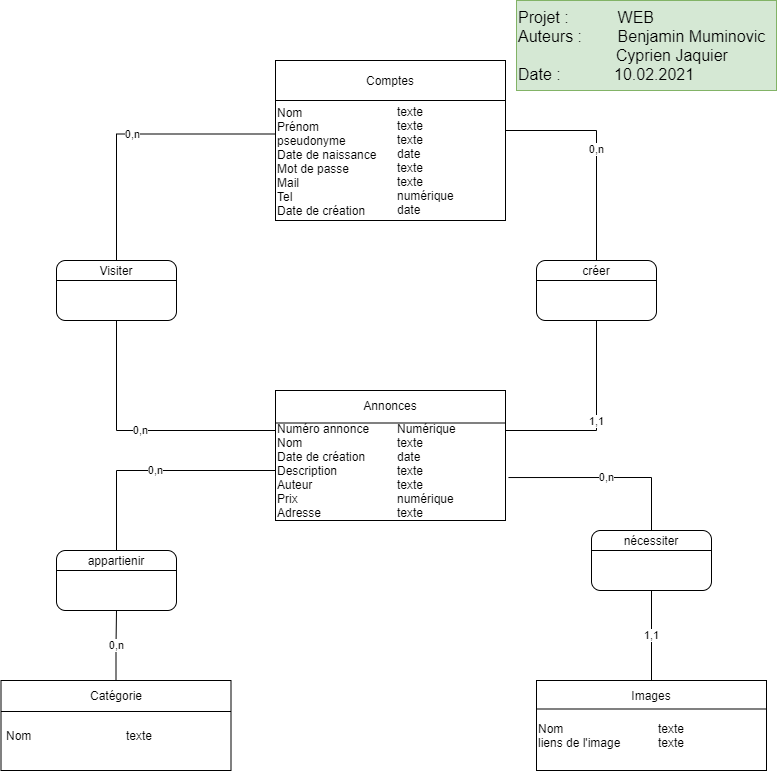 Projet : WEB
Auteurs : Benjamin Muminovic
Cyprien Jaquier
Date : 10.02.2021
Comptes
Nom texte
Prénom texte
pseudonyme texte
Date de naissance date
Mot de passe texte
Mail texte
Tel numérique
Date de création date
0,n
0,n
Visiter
créer
Annonces
Numéro annonce Numérique
Nom texte
Date de création date
Description texte
Auteur texte
Prix numérique
Adresse texte
0,n
1,1
0,n
0,n
appartienir
nécessiter
0,n
1,1
Catégorie
Nom texte
Images
Nom texte
liens de l'image texte